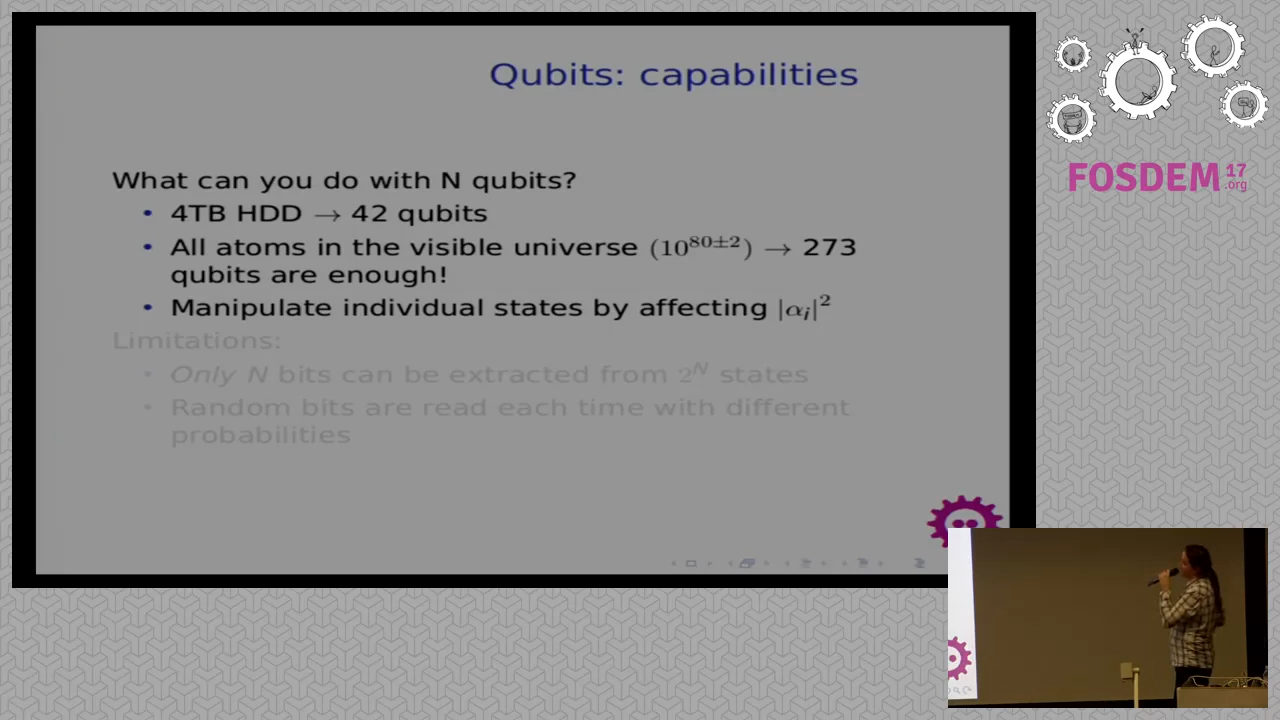 Qubits: capabilities
What can you do with N qubits?
• 4TB HDD → 42 qubits
• All atoms in the visible universe (10^{80±2}) → 273
qubits are enough!
• Manipulate individual states by affecting |α_i|²
Limitations:
• Only N bits can be extracted from 2^N states
• Random bits are read each time with different
probabilities
FOSDEM 17
.org